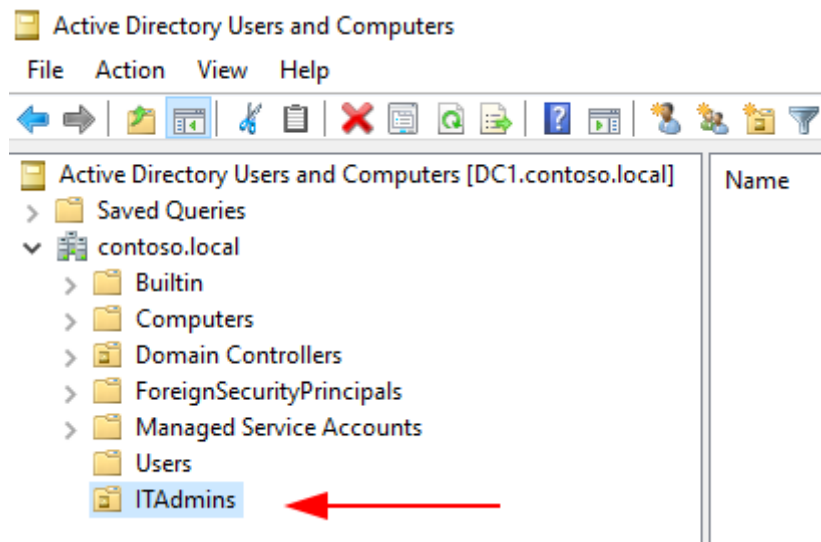 Active Directory Users and Computers
File Action View Help
Active Directory Users and Computers [DC1.contoso.local]
Name
Saved Queries
contoso.local
Builtin
Computers
Domain Controllers
ForeignSecurityPrincipals
Managed Service Accounts
Users
ITAdmins